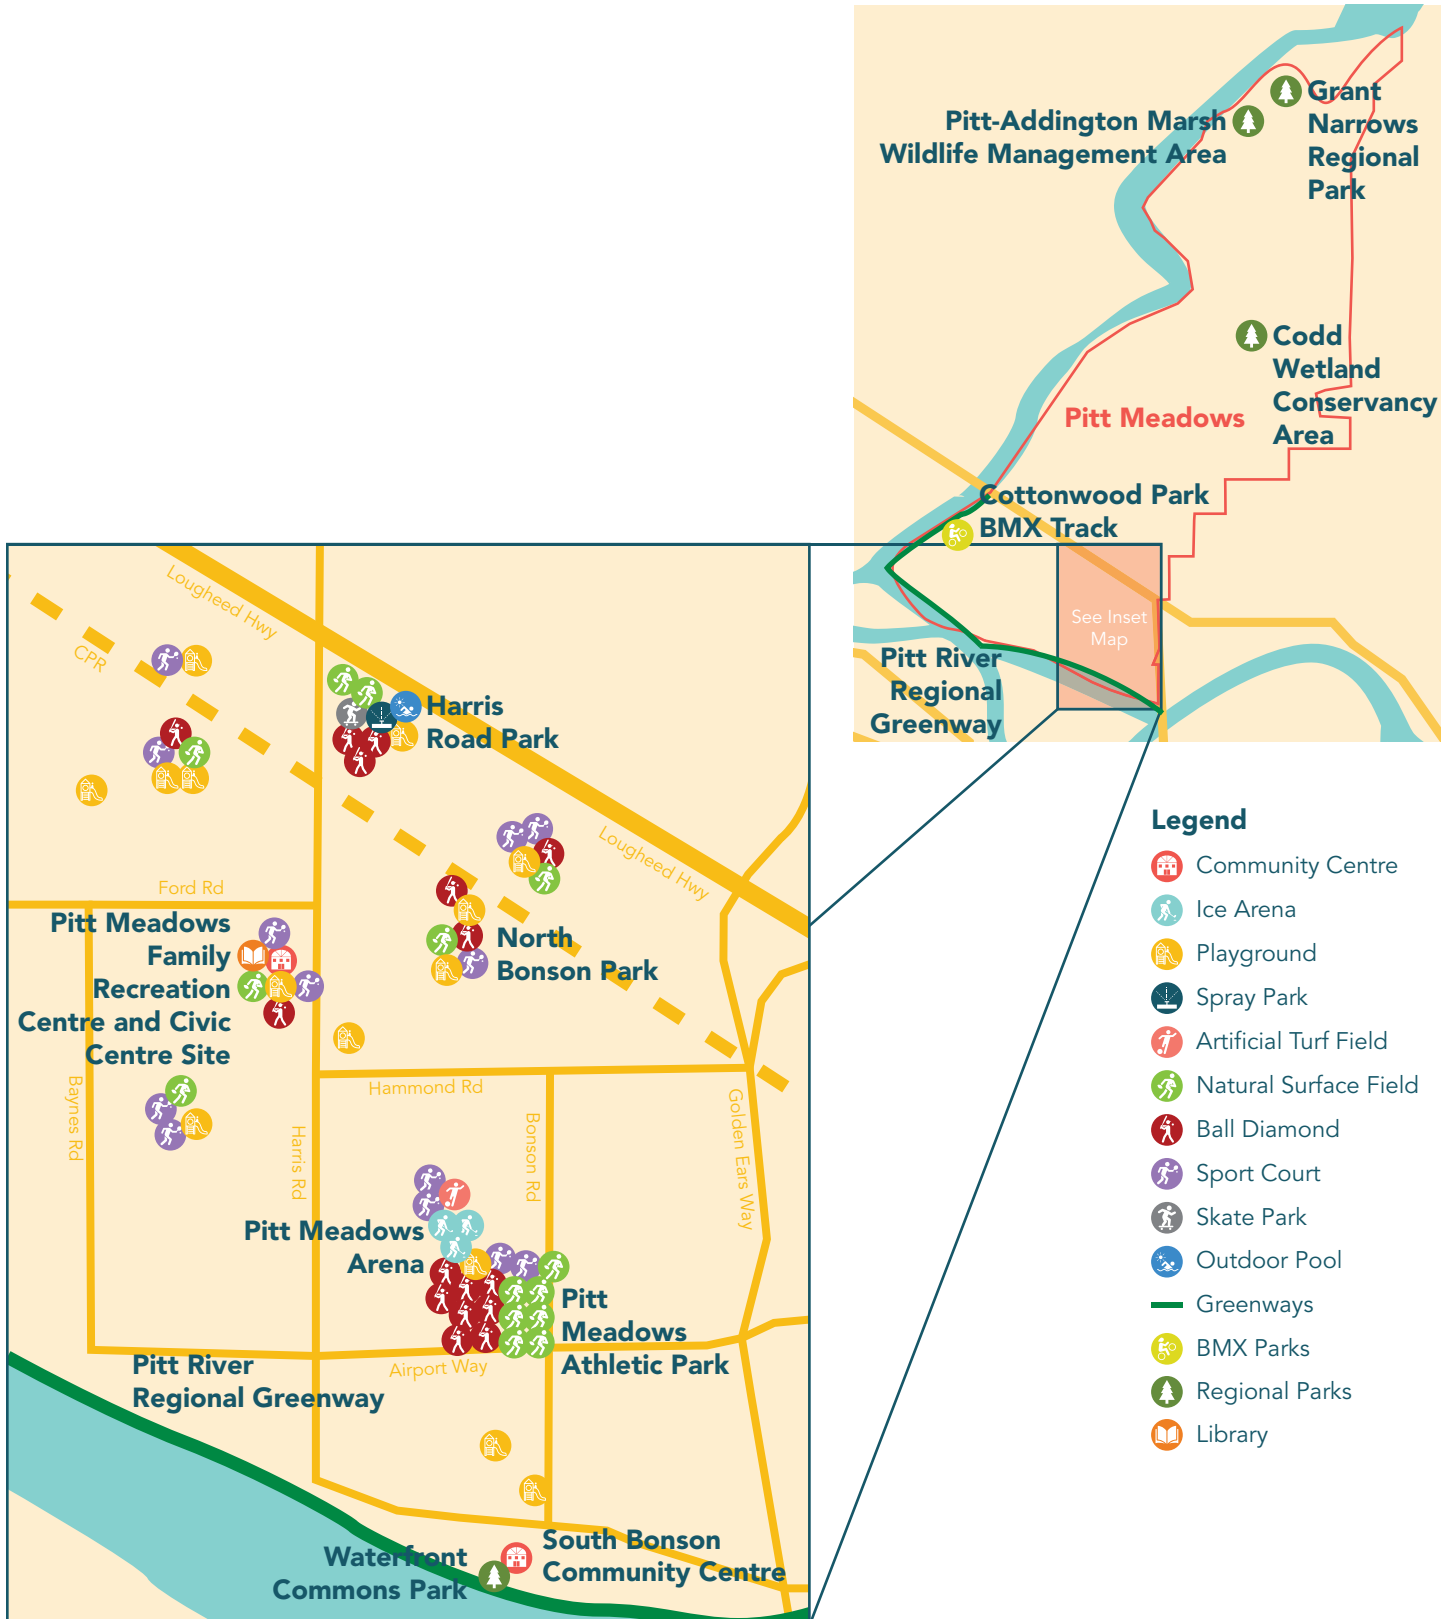 Grant
Narrows
Regional
Park
Pitt-Addington Marsh
Wildlife Management Area
Codd
Wetland
Conservancy
Area
Pitt Meadows
Cottonwood Park
BMX Track
See Inset
Map
Pitt River
Regional
Greenway
Lougheed Hwy
CPR
Harris
Road Park
Lougheed Hwy
Ford Rd
Pitt Meadows
Family
Recreation
Centre and Civic
Centre Site
North
Bonson Park
Baynes Rd
Hammond Rd
Harris Rd
Bonson Rd
Golden Ears Way
Pitt Meadows
Arena
Pitt
Meadows
Athletic Park
Airport Way
Pitt River
Regional Greenway
South Bonson
Community Centre
Waterfront
Commons Park
Legend
Community Centre
Ice Arena
Playground
Spray Park
Artificial Turf Field
Natural Surface Field
Ball Diamond
Sport Court
Skate Park
Outdoor Pool
Greenways
BMX Parks
Regional Parks
Library